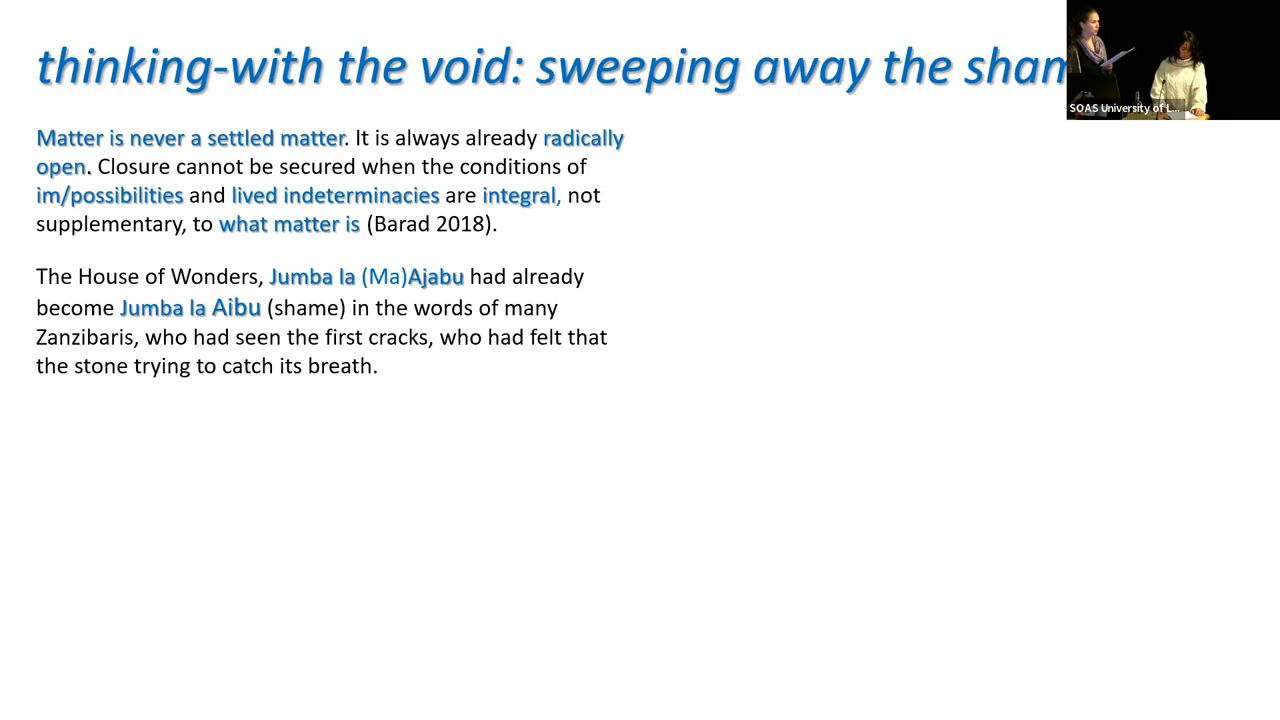 thinking-with the void: sweeping away the sham
SOAS University of L...
Matter is never a settled matter. It is always already radically
open. Closure cannot be secured when the conditions of
im/possibilities and lived indeterminacies are integral, not
supplementary, to what matter is (Barad 2018).
The House of Wonders, Jumba la (Ma)Ajabu had already
become Jumba la Aibu (shame) in the words of many
Zanzibaris, who had seen the first cracks, who had felt that
the stone trying to catch its breath.